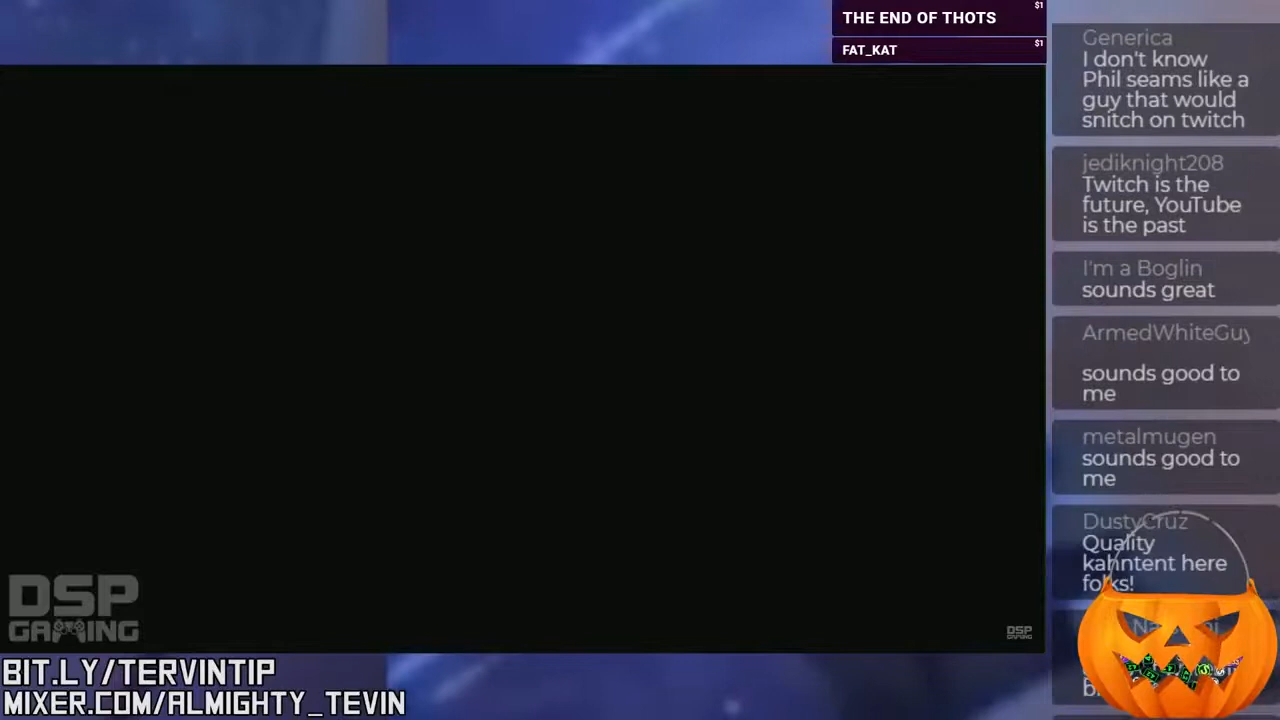 THE END OF THOTS
$1
FAT_KAT
$1
Generica
I don't know
Phil seams like a
guy that would
snitch on twitch
jediknight208
Twitch is the
future, YouTube
is the past
I'm a Boglin
sounds great
ArmedWhiteGuy
sounds good to
me
metalmugen
sounds good to
me
DustyCruz
Quality
kahntent here
folks!
DSP
GAMING
DSP
GAMING
BIT.LY/TERVINTIP
MIXER.COM/ALMIGHTY_TEVIN